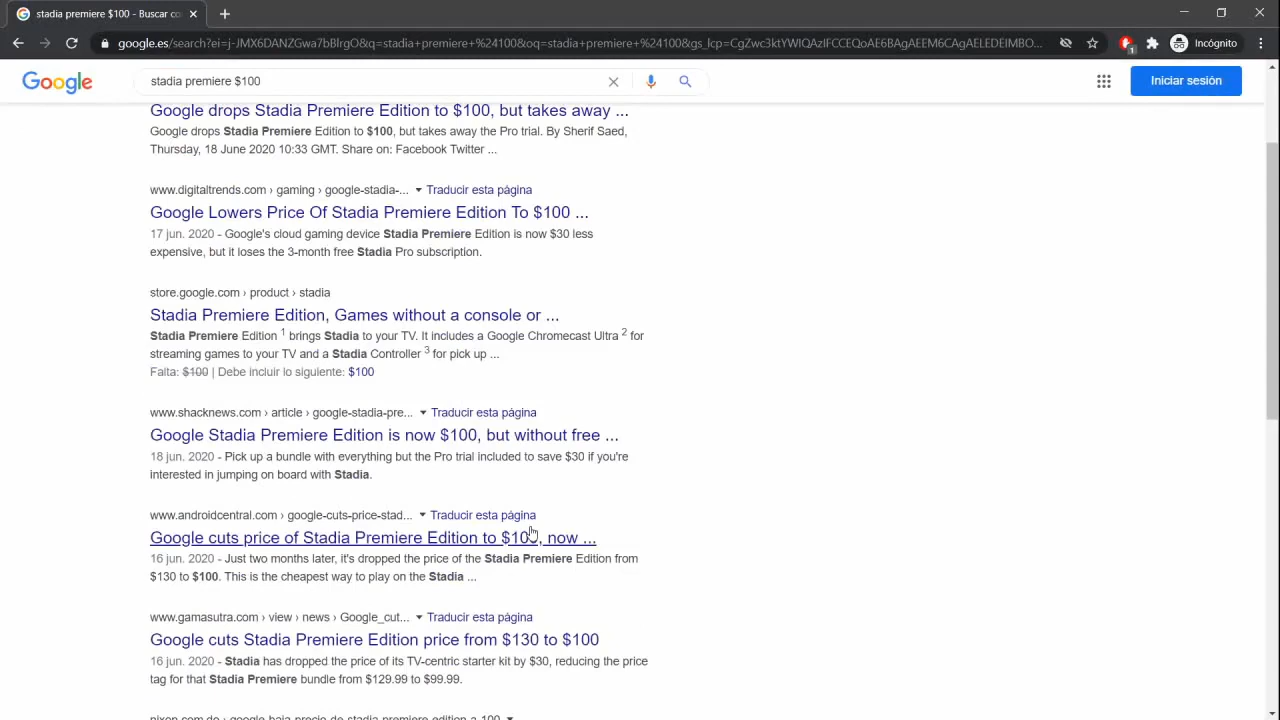 stadia premiere $100 - Buscar co
google.es/search?ei=j-JMX6DANZGwa7bBlrgO&q=stadia+premiere+%24100&oq=stadia+premiere+%24100&gs_lcp=CgZwc3ktYWIQAzIFCCEQoAE6BAgAEEM6CAgAELEDEIMBO...
Incógnito
Google
stadia premiere $100
Iniciar sesión
Google drops Stadia Premiere Edition to $100, but takes away ...
Google drops Stadia Premiere Edition to $100, but takes away the Pro trial. By Sherif Saed,
Thursday, 18 June 2020 10:33 GMT. Share on: Facebook Twitter ...
www.digitaltrends.com › gaming › google-stadia-... Traducir esta página
Google Lowers Price Of Stadia Premiere Edition To $100 ...
17 jun. 2020 - Google's cloud gaming device Stadia Premiere Edition is now $30 less
expensive, but it loses the 3-month free Stadia Pro subscription.
store.google.com › product › stadia
Stadia Premiere Edition, Games without a console or ...
Stadia Premiere Edition 1 brings Stadia to your TV. It includes a Google Chromecast Ultra 2 for
streaming games to your TV and a Stadia Controller 3 for pick up ...
Falta: $100 | Debe incluir lo siguiente: $100
www.shacknews.com › article › google-stadia-pre... Traducir esta página
Google Stadia Premiere Edition is now $100, but without free ...
18 jun. 2020 - Pick up a bundle with everything but the Pro trial included to save $30 if you're
interested in jumping on board with Stadia.
www.androidcentral.com › google-cuts-price-stad... Traducir esta página
Google cuts price of Stadia Premiere Edition to $100, now ...
16 jun. 2020 - Just two months later, it's dropped the price of the Stadia Premiere Edition from
$130 to $100. This is the cheapest way to play on the Stadia ...
www.gamasutra.com › view › news › Google_cut... Traducir esta página
Google cuts Stadia Premiere Edition price from $130 to $100
16 jun. 2020 - Stadia has dropped the price of its TV-centric starter kit by $30, reducing the price
tag for that Stadia Premiere bundle from $129.99 to $99.99.